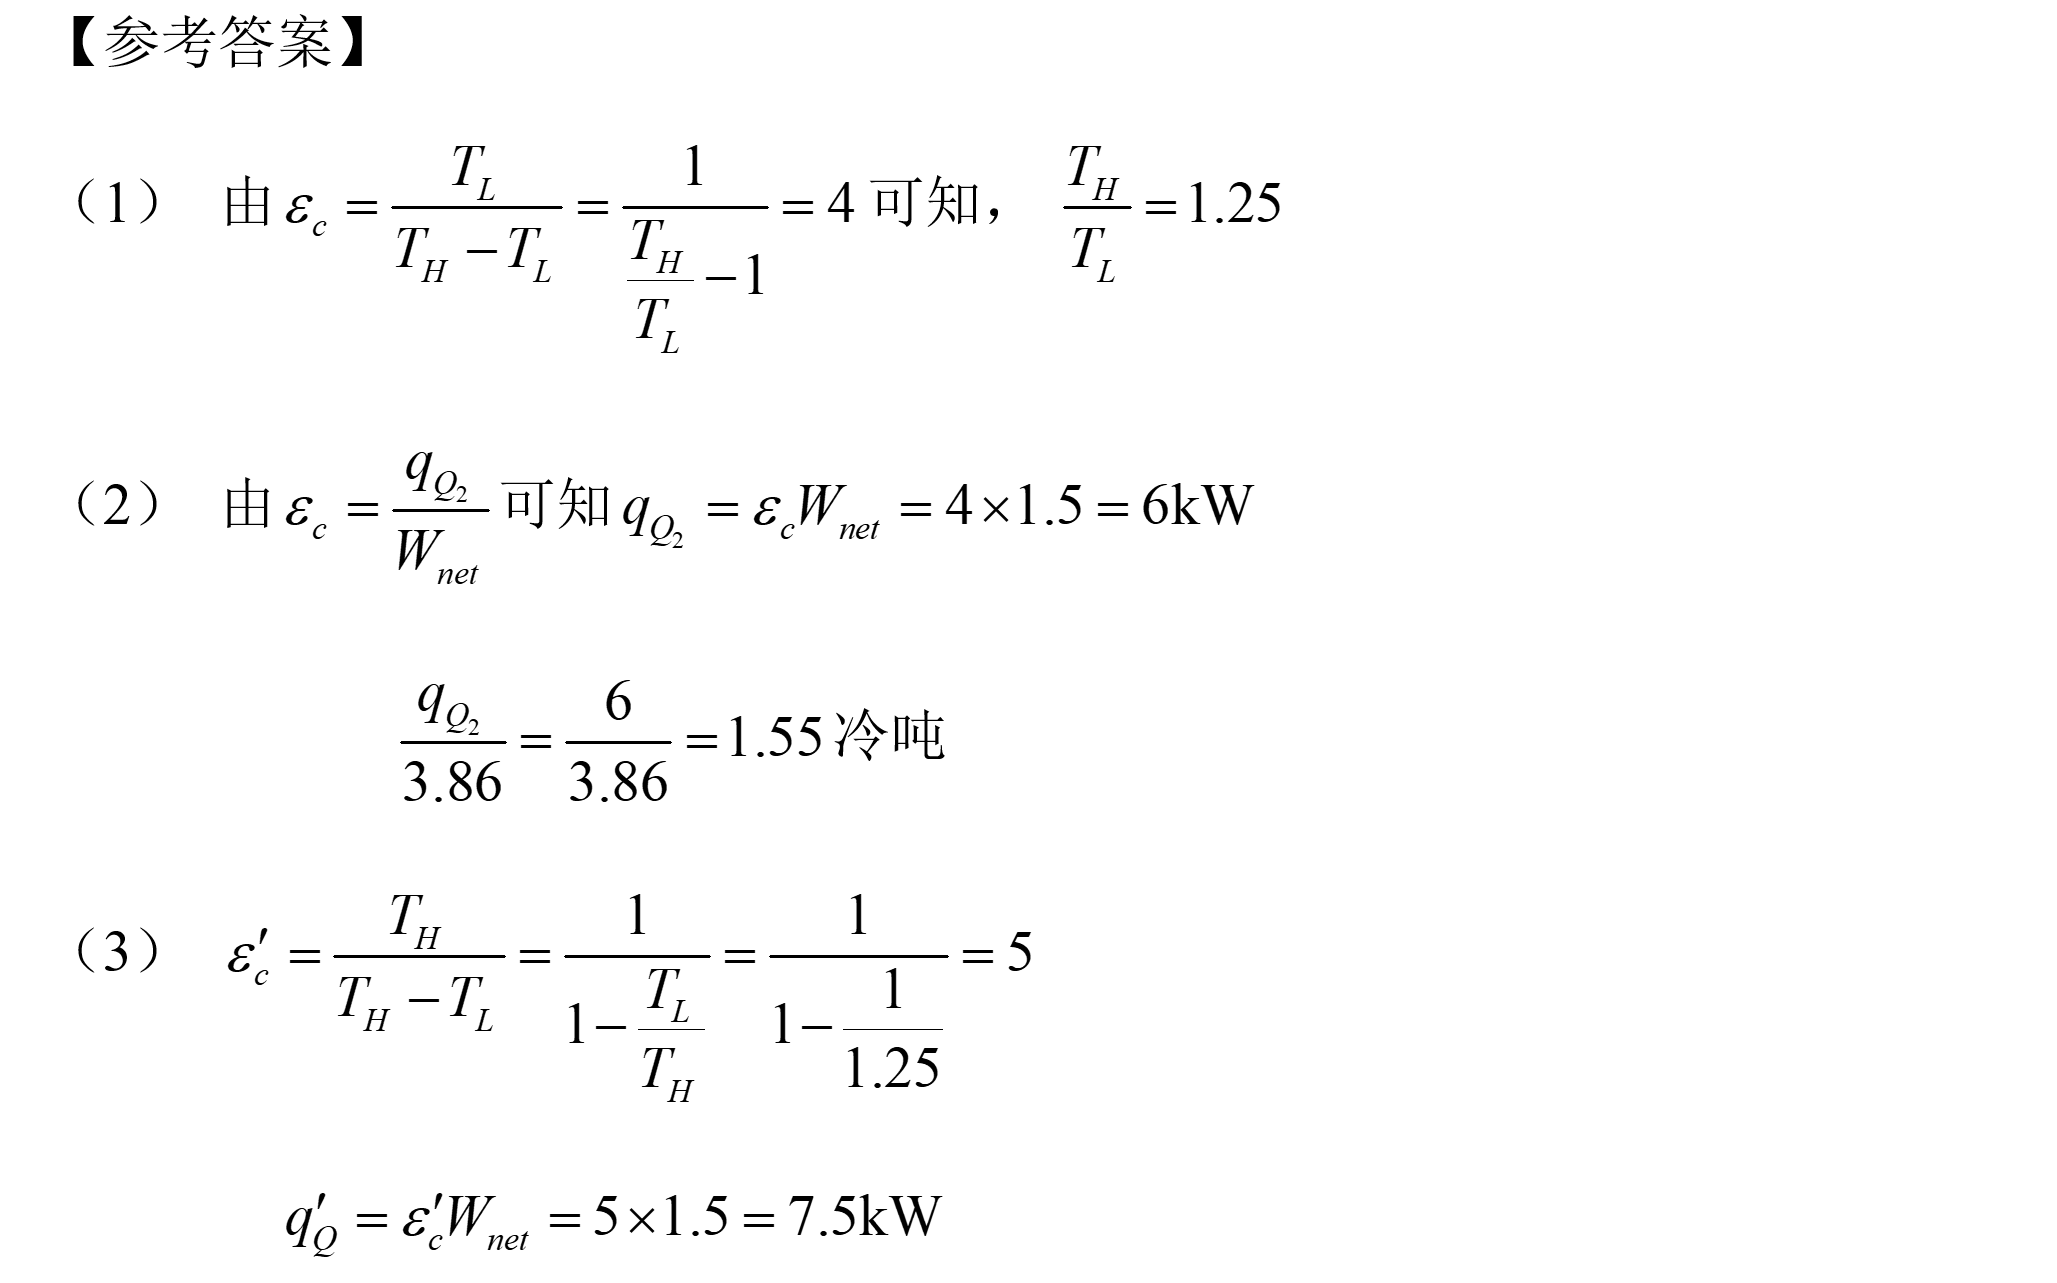 【参考答案】
（1） 由 ε_c = T_L / (T_H − T_L) = 1 / (T_H/T_L − 1) = 4 可知， T_H/T_L = 1.25
（2） 由 ε_c = q_{Q_2} / W_{net} 可知 q_{Q_2} = ε_c W_{net} = 4×1.5 = 6kW
q_{Q_2} / 3.86 = 6 / 3.86 = 1.55 冷吨
（3） ε′_c = T_H / (T_H − T_L) = 1 / (1 − T_L/T_H) = 1 / (1 − 1/1.25) = 5
q′_Q = ε′_c W_{net} = 5×1.5 = 7.5kW